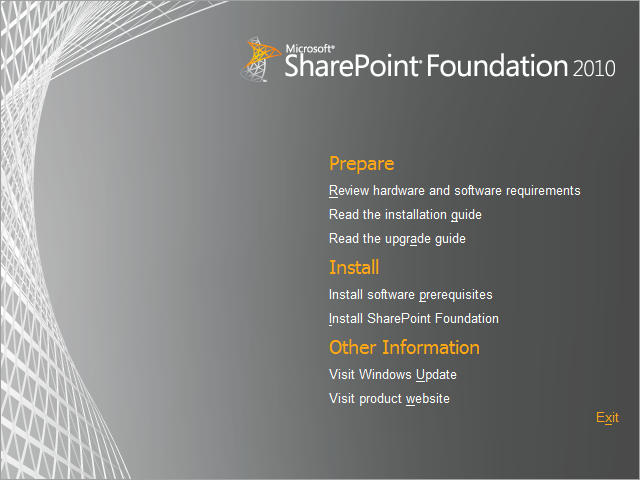 Microsoft®
SharePoint® Foundation 2010
Prepare
Review hardware and software requirements
Read the installation guide
Read the upgrade guide
Install
Install software prerequisites
Install SharePoint Foundation
Other Information
Visit Windows Update
Visit product website
Exit